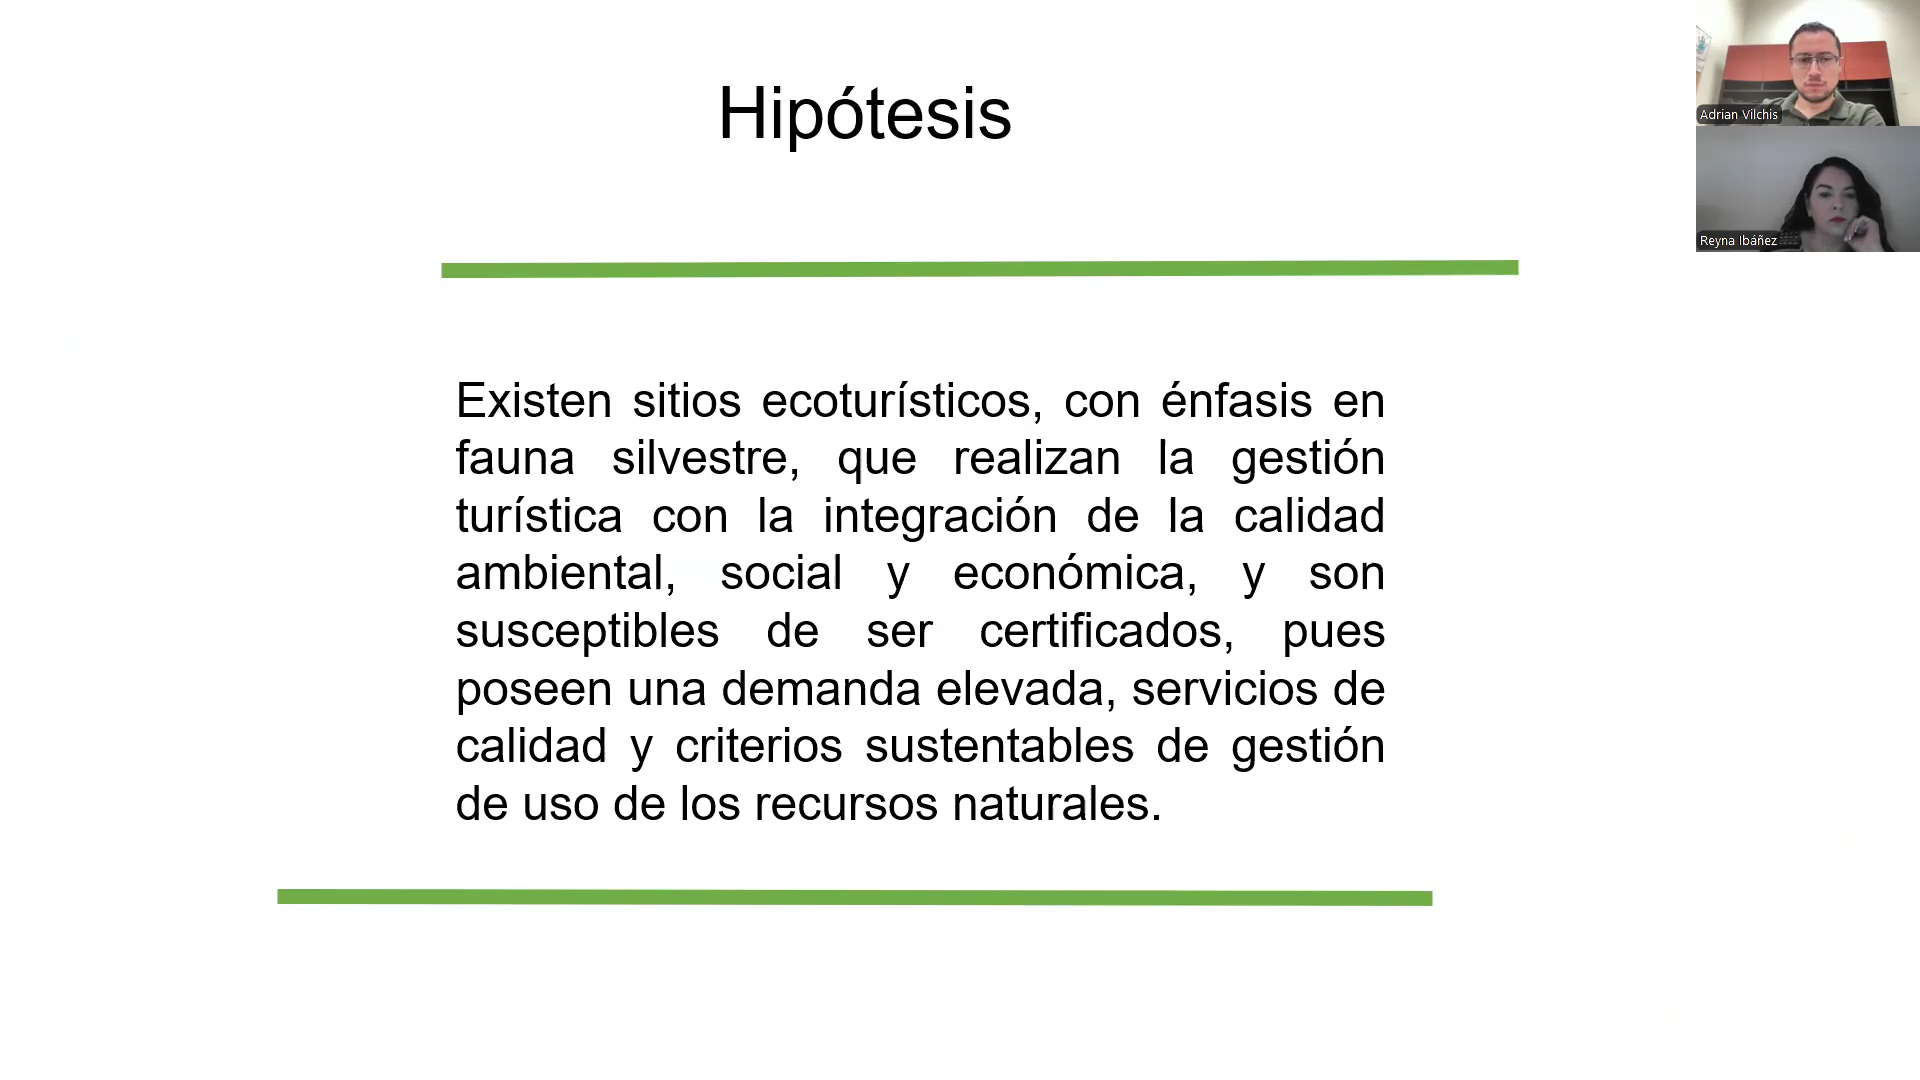 Hipótesis
Adrian Vilchis
Reyna Ibáñez
Existen sitios ecoturísticos, con énfasis en
fauna silvestre, que realizan la gestión
turística con la integración de la calidad
ambiental, social y económica, y son
susceptibles de ser certificados, pues
poseen una demanda elevada, servicios de
calidad y criterios sustentables de gestión
de uso de los recursos naturales.